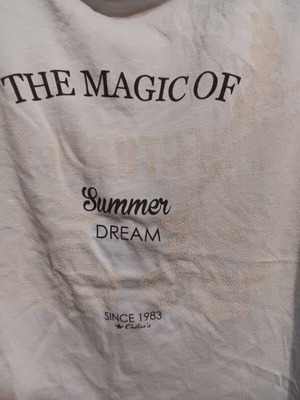 THE MAGIC OF
Summer
DREAM
SINCE 1983
Colin's